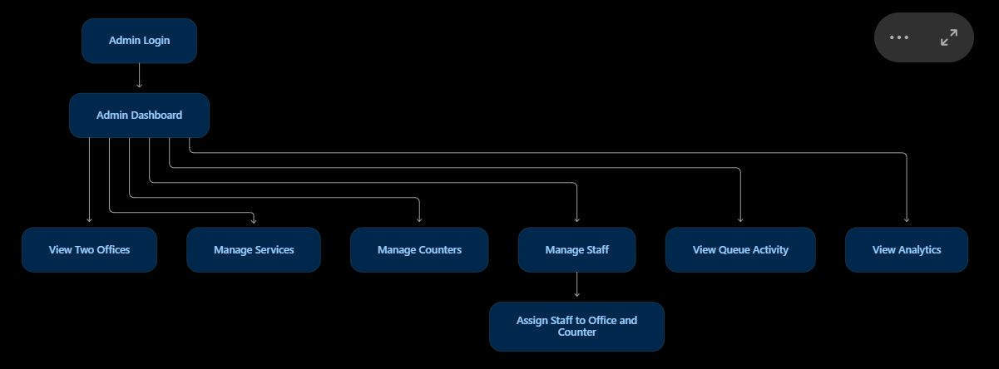 Admin Login
Admin Dashboard
View Two Offices
Manage Services
Manage Counters
Manage Staff
View Queue Activity
View Analytics
Assign Staff to Office and
Counter